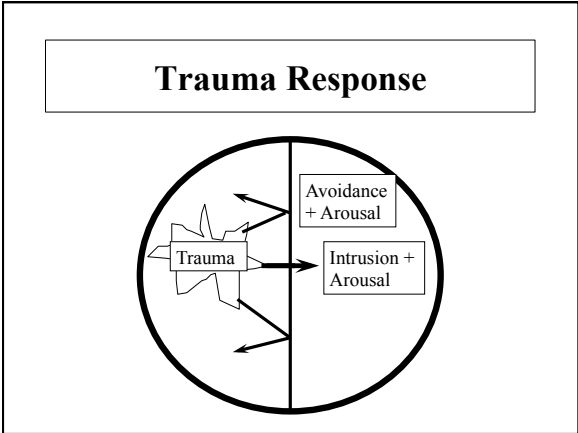 Trauma Response
Avoidance
+ Arousal
Trauma
Intrusion +
Arousal